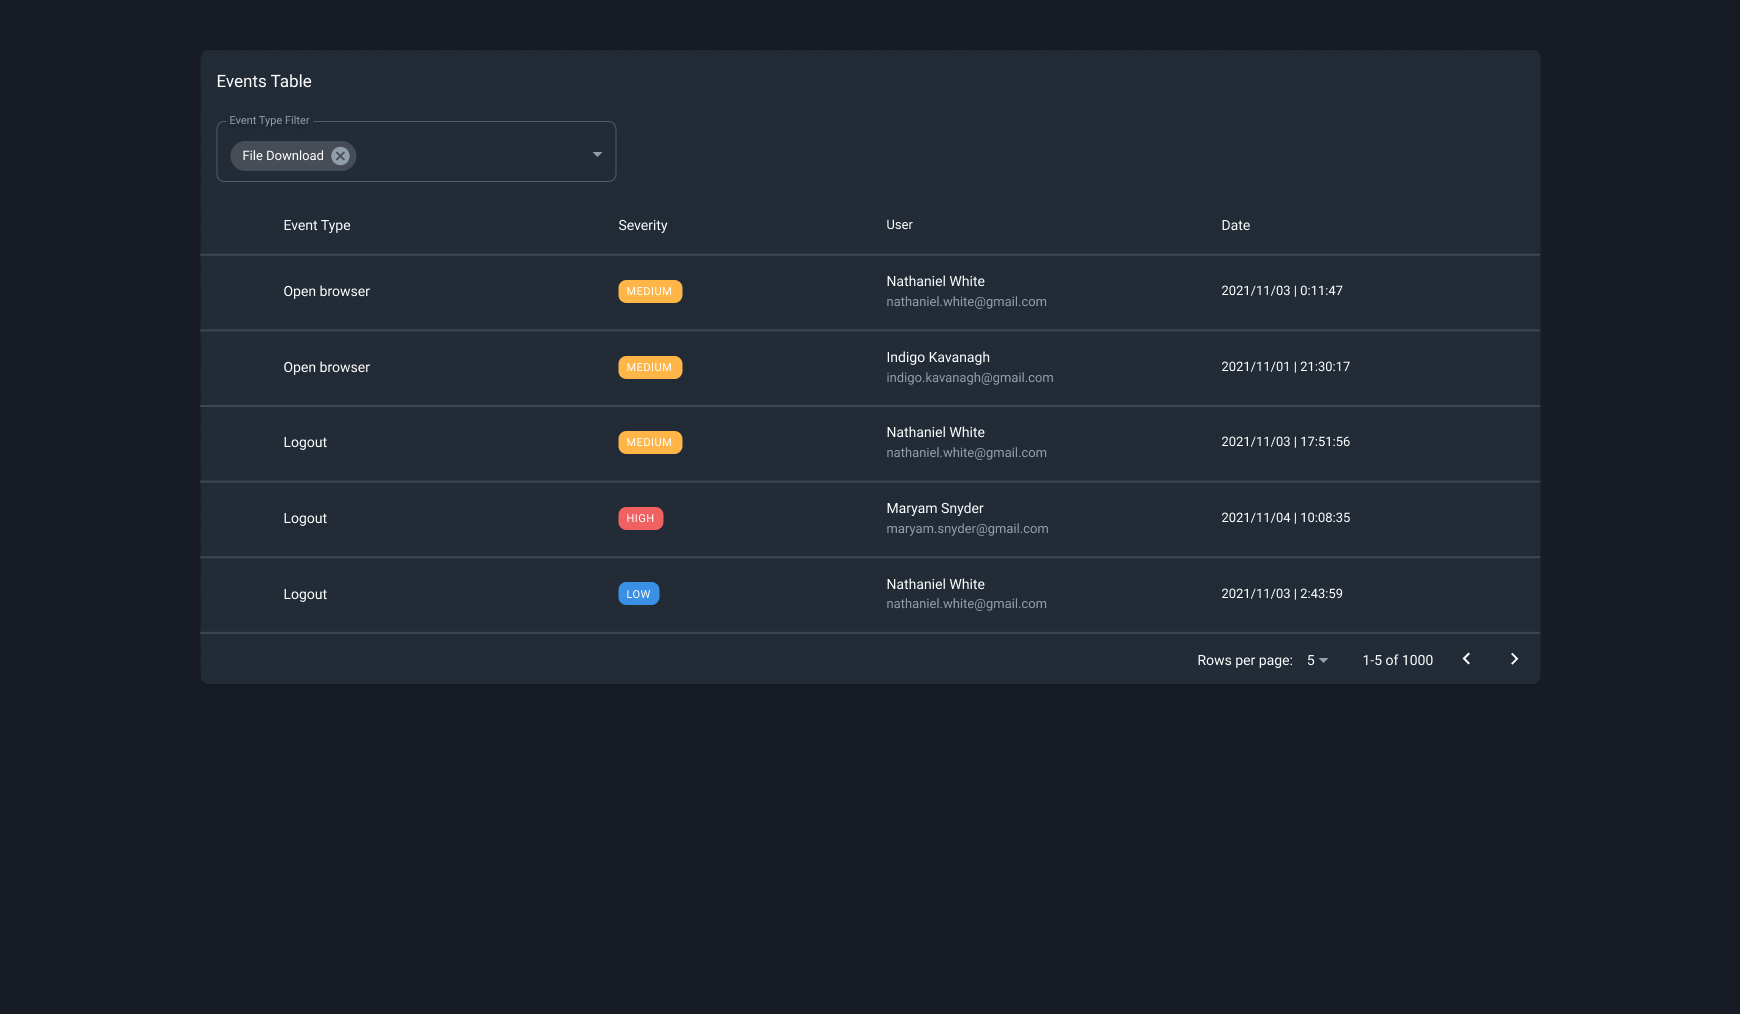 Events Table
Event Type Filter
File Download
Event Type Severity User Date
Open browser MEDIUM Nathaniel White 2021/11/03 | 0:11:47
nathaniel.white@gmail.com
Open browser MEDIUM Indigo Kavanagh 2021/11/01 | 21:30:17
indigo.kavanagh@gmail.com
Logout MEDIUM Nathaniel White 2021/11/03 | 17:51:56
nathaniel.white@gmail.com
Logout HIGH Maryam Snyder 2021/11/04 | 10:08:35
maryam.snyder@gmail.com
Logout LOW Nathaniel White 2021/11/03 | 2:43:59
nathaniel.white@gmail.com
Rows per page: 5 1-5 of 1000